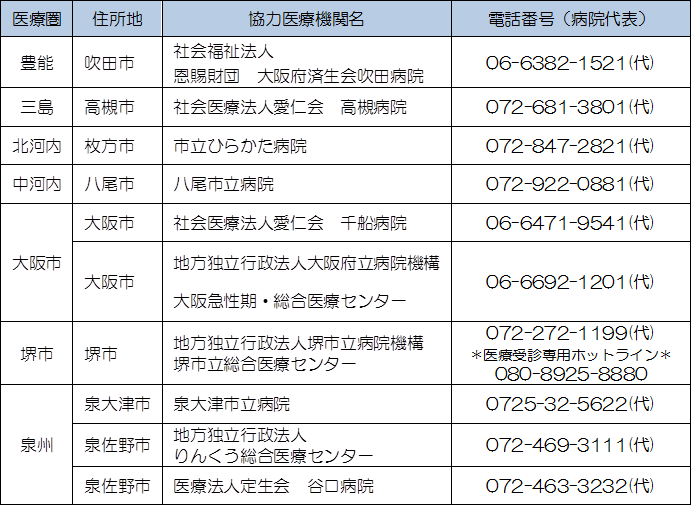 医療圏 住所地 協力医療機関名 電話番号（病院代表）
豊能 吹田市 社会福祉法人
恩賜財団　大阪府済生会吹田病院 06-6382-1521(代)
三島 高槻市 社会医療法人愛仁会　高槻病院 072-681-3801(代)
北河内 枚方市 市立ひらかた病院 072-847-2821(代)
中河内 八尾市 八尾市立病院 072-922-0881(代)
大阪市 大阪市 社会医療法人愛仁会　千船病院 06-6471-9541(代)
大阪市 地方独立行政法人大阪府立病院機構
大阪急性期・総合医療センター 06-6692-1201(代)
堺市 堺市 地方独立行政法人堺市立病院機構
堺市立総合医療センター 072-272-1199(代)
＊医療受診専用ホットライン＊
080-8925-8880
泉州 泉大津市 泉大津市立病院 0725-32-5622(代)
泉佐野市 地方独立行政法人
りんくう総合医療センター 072-469-3111(代)
泉佐野市 医療法人定生会　谷口病院 072-463-3232(代)